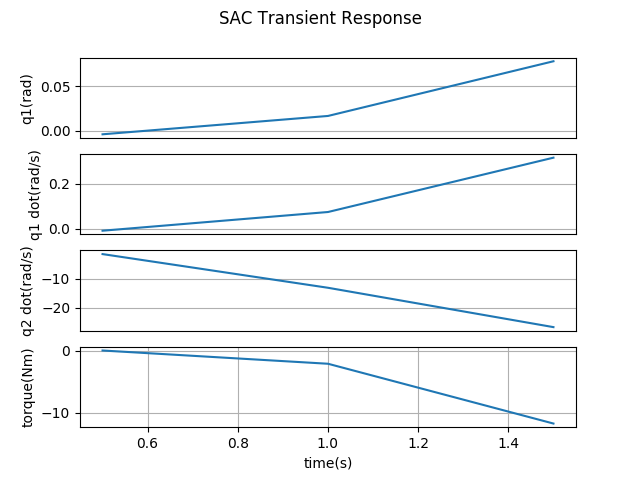 SAC Transient Response
q1(rad)
0.05
0.00
q1 dot(rad/s)
0.2
0.0
q2 dot(rad/s)
−10
−20
torque(Nm)
0
−10
0.6 0.8 1.0 1.2 1.4
time(s)